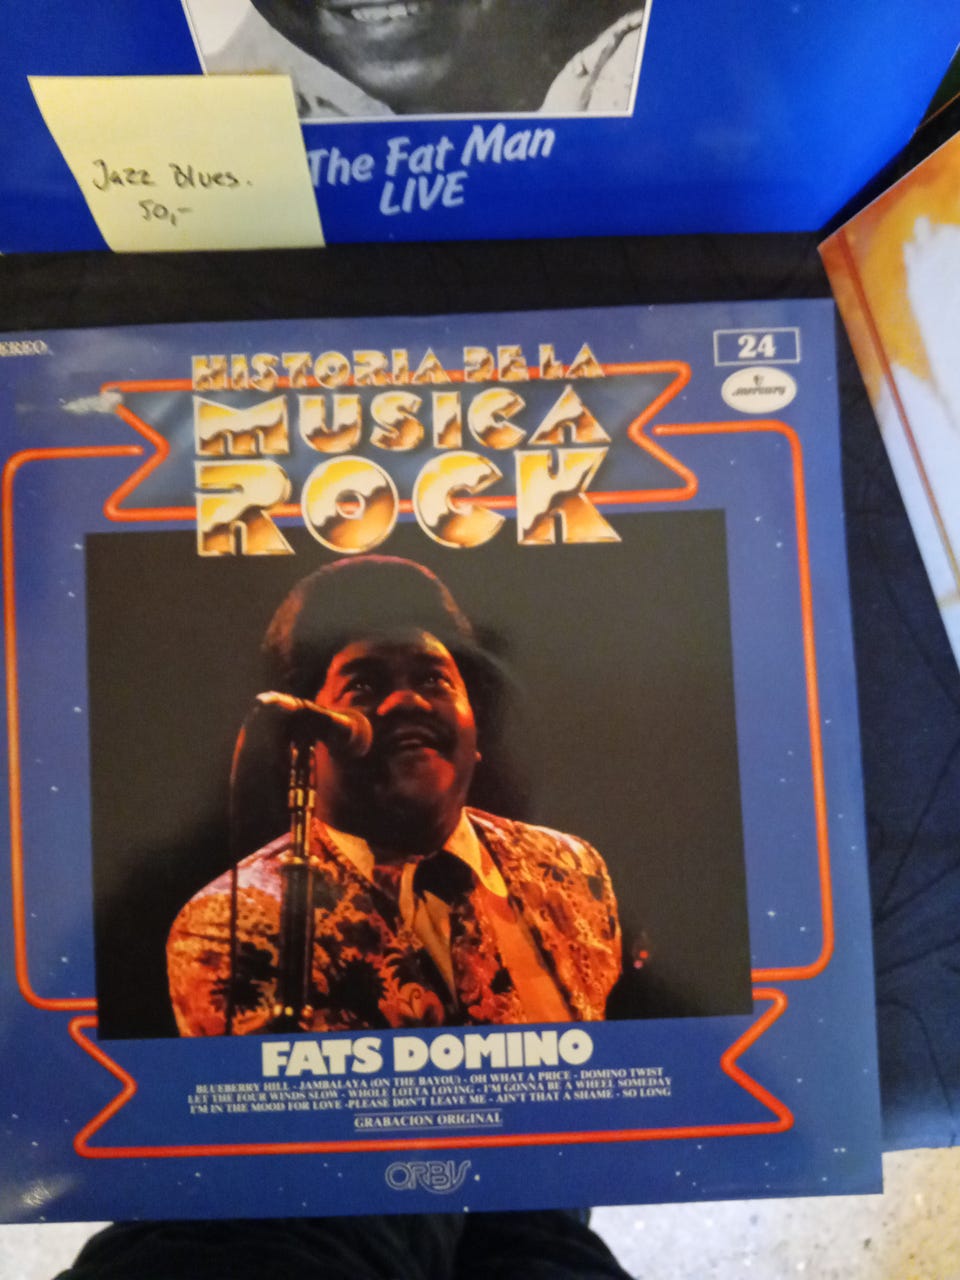 Jazz Blues.
50,-
The Fat Man
LIVE
EREO
24
mercury
HISTORIA DE LA
MUSICA
ROCK
FATS DOMINO
BLUEBERRY HILL - JAMBALAYA (ON THE BAYOU) - OH WHAT A PRICE - DOMINO TWIST
LET THE FOUR WINDS SLOW - WHOLE LOTTA LOVING - I'M GONNA BE A WHEEL SOMEDAY
I'M IN THE MOOD FOR LOVE -PLEASE DON'T LEAVE ME - AIN'T THAT A SHAME - SO LONG
GRABACION ORIGINAL
ORBIS